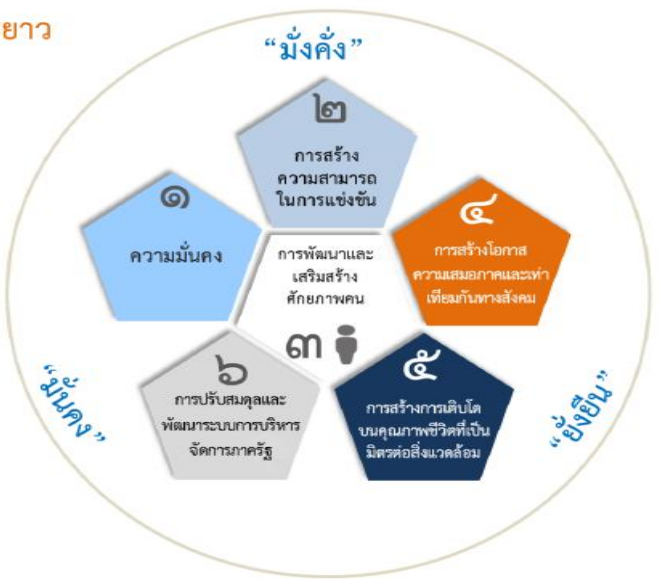 ยาว
“มั่งคั่ง”
๒
การสร้าง
ความสามารถ
ในการแข่งขัน
๑
ความมั่นคง
๔
การสร้างโอกาส
ความเสมอภาคและเท่า
เทียมกันทางสังคม
การพัฒนาและ
เสริมสร้าง
ศักยภาพคน
๓
๖
การปรับสมดุลและ
พัฒนาระบบการบริหาร
จัดการภาครัฐ
๕
การสร้างการเติบโต
บนคุณภาพชีวิตที่เป็น
มิตรต่อสิ่งแวดล้อม
“มั่นคง”
“ยั่งยืน”